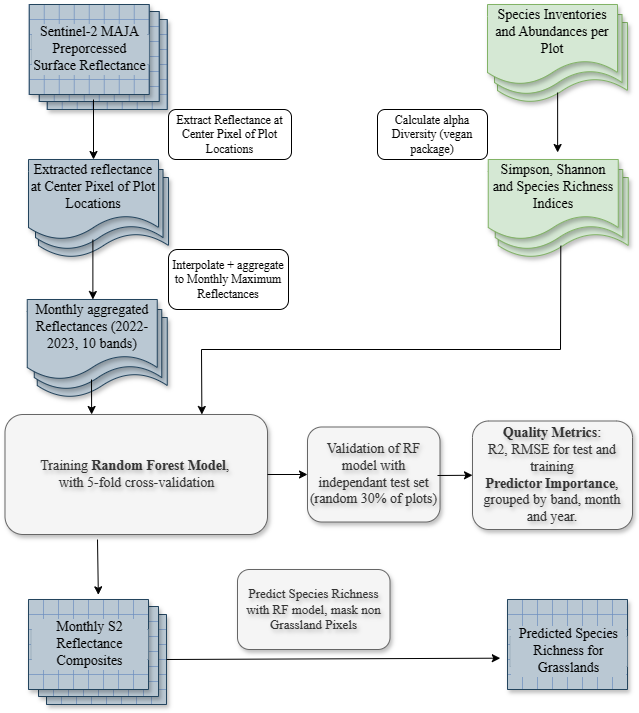 Sentinel-2 MAJA
Preporcessed
Surface Reflectance
Species Inventories
and Abundances per
Plot
Extract Reflectance at
Center Pixel of Plot
Locations
Calculate alpha
Diversity (vegan
package)
Extracted reflectance
at Center Pixel of Plot
Locations
Simpson, Shannon
and Species Richness
Indices
Interpolate + aggregate
to Monthly Maximum
Reflectances
Monthly aggregated
Reflectances (2022-
2023, 10 bands)
Training Random Forest Model,
with 5-fold cross-validation
Validation of RF
model with
independant test set
(random 30% of plots)
Quality Metrics:
R2, RMSE for test and
training
Predictor Importance,
grouped by band, month
and year.
Predict Species Richness
with RF model, mask non
Grassland Pixels
Monthly S2
Reflectance
Composites
Predicted Species
Richness for
Grasslands